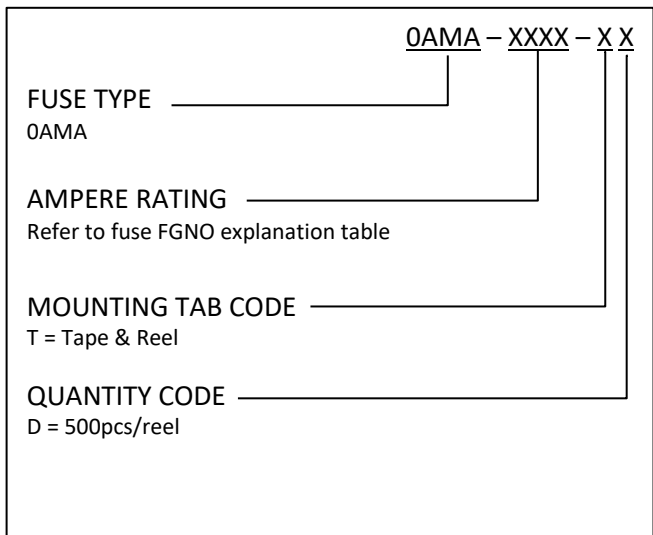 0AMA – XXXX – X X
FUSE TYPE
0AMA
AMPERE RATING
Refer to fuse FGNO explanation table
MOUNTING TAB CODE
T = Tape & Reel
QUANTITY CODE
D = 500pcs/reel